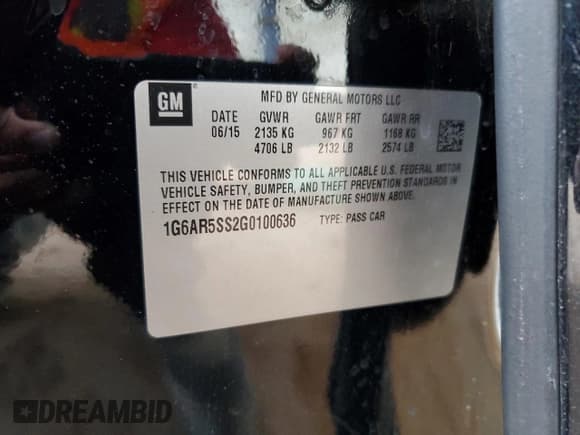 GM
MFD BY GENERAL MOTORS LLC
DATE GVWR GAWR FRT GAWR RR
06/15 2135 KG 967 KG 1168 KG
4706 LB 2132 LB 2574 LB
THIS VEHICLE CONFORMS TO ALL APPLICABLE U.S. FEDERAL MOTOR
VEHICLE SAFETY, BUMPER, AND THEFT PREVENTION STANDARDS IN
EFFECT ON THE DATE OF MANUFACTURE SHOWN ABOVE.
1G6AR5SS2G0100636 TYPE: PASS CAR
DREAMBID